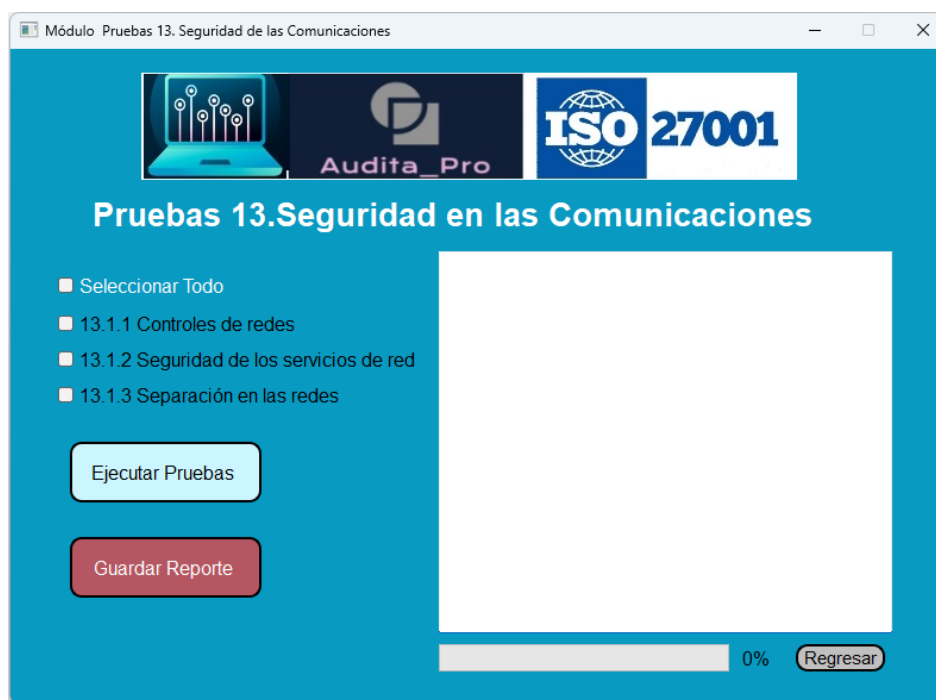 Módulo Pruebas 13. Seguridad de las Comunicaciones
Audita_Pro
ISO 27001
Pruebas 13.Seguridad en las Comunicaciones
Seleccionar Todo
13.1.1 Controles de redes
13.1.2 Seguridad de los servicios de red
13.1.3 Separación en las redes
Ejecutar Pruebas
Guardar Reporte
0%
Regresar